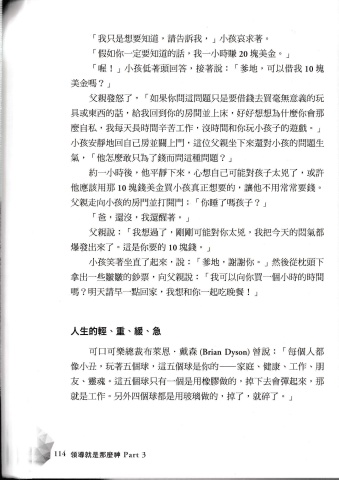 「我只是想要知道，請告訴我，」小孩哀求著。
「假如你一定要知道的話，我一小時賺 20 塊美金。」
「喔！」小孩低著頭回答，接著說：「爹地，可以借我 10 塊
美金嗎？」
父親發怒了，「如果你問這問題只是要借錢去買毫無意義的玩
具或東西的話，給我回到你的房間並上床，好好想想為什麼你會那
麼自私，我每天長時間辛苦工作，沒時間和你玩小孩子的遊戲。」
小孩安靜地回自己房並關上門，這位父親坐下來還對小孩的問題生
氣，「他怎麼敢只為了錢而問這種問題？」
約一小時後，他平靜下來，心想自己可能對孩子太兇了，或許
他應該用那 10 塊錢美金買小孩真正想要的，讓他不用常常要錢。
父親走向小孩的房門並打開門：「你睡了嗎孩子？」
「爸，還沒，我還醒著。」
父親說：「我想過了，剛剛可能對你太兇，我把今天的悶氣都
爆發出來了。這是你要的 10 塊錢。」
小孩笑著坐直了起來，說：「爹地，謝謝你。」然後從枕頭下
拿出一些皺皺的鈔票，向父親說：「我可以向你買一個小時的時間
嗎？明天請早一點回家，我想和你一起吃晚餐！」
人生的輕、重、緩、急
可口可樂總裁布萊恩．戴森 (Brian Dyson) 曾說：「每個人都
像小丑，玩著五個球，這五個球是你的——家庭、健康、工作、朋
友、靈魂。這五個球只有一個是用橡膠做的，掉下去會彈起來，那
就是工作。另外四個球都是用玻璃做的，掉了，就碎了。」
114 領導就是那麼神 Part 3